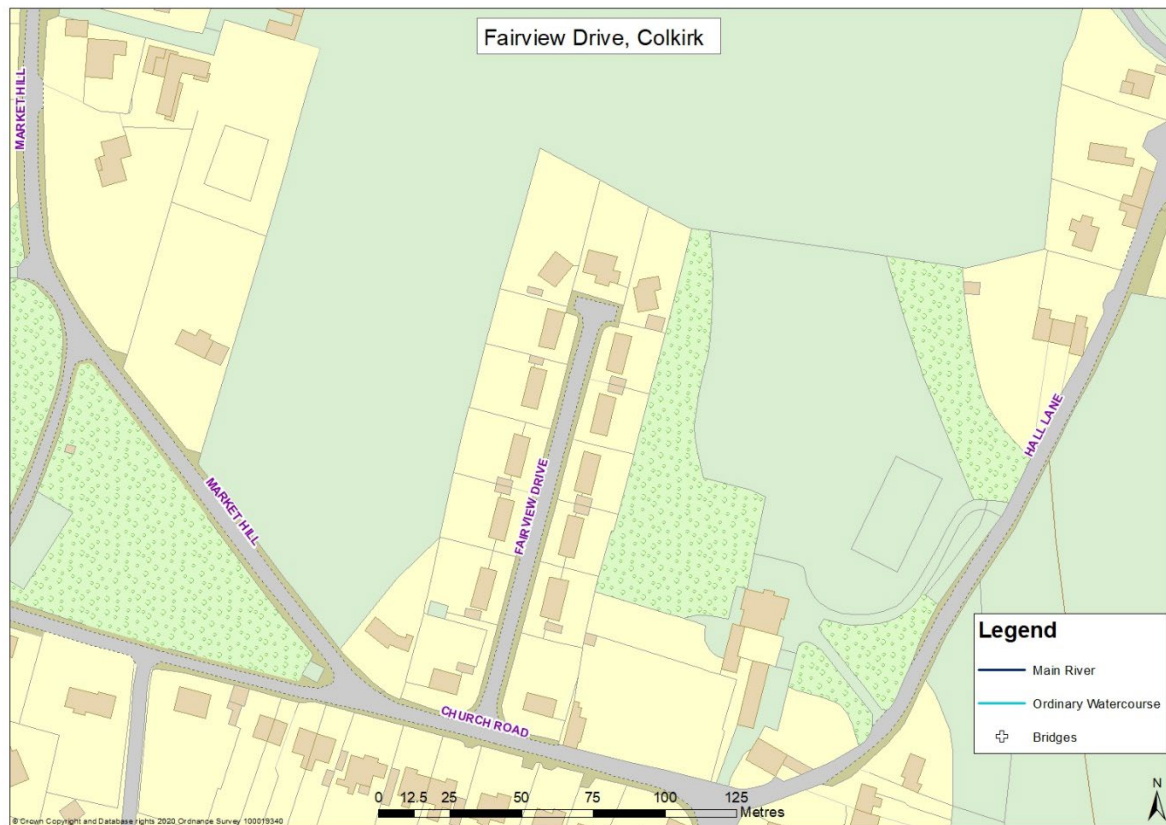 Fairview Drive, Colkirk
MARKET HILL
MARKET HILL
FAIRVIEW DRIVE
HALL LANE
CHURCH ROAD
Legend
Main River
Ordinary Watercourse
Bridges
0 12.5 25 50 75 100 125
Metres
N
© Crown Copyright and Database rights 2020 Ordnance Survey 100019340